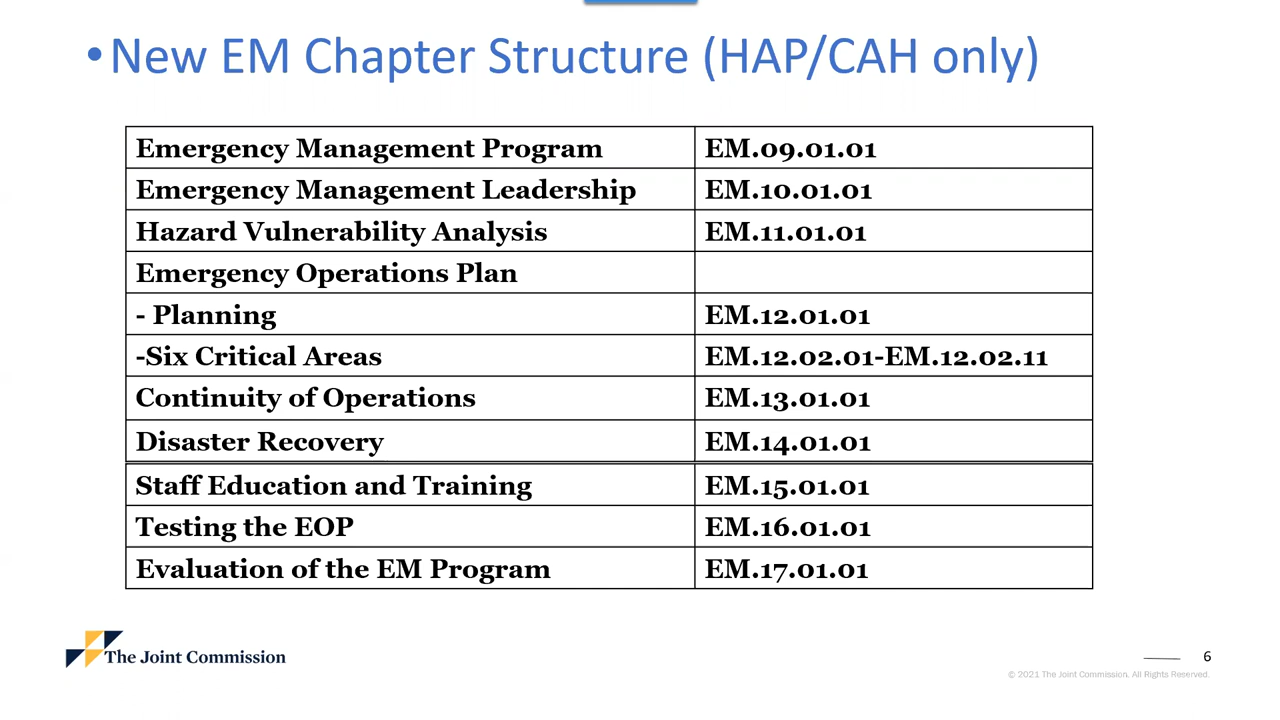 • New EM Chapter Structure (HAP/CAH only)
Emergency Management Program EM.09.01.01
Emergency Management Leadership EM.10.01.01
Hazard Vulnerability Analysis EM.11.01.01
Emergency Operations Plan
- Planning EM.12.01.01
-Six Critical Areas EM.12.02.01-EM.12.02.11
Continuity of Operations EM.13.01.01
Disaster Recovery EM.14.01.01
Staff Education and Training EM.15.01.01
Testing the EOP EM.16.01.01
Evaluation of the EM Program EM.17.01.01
The Joint Commission
6
© 2021 The Joint Commission. All Rights Reserved.